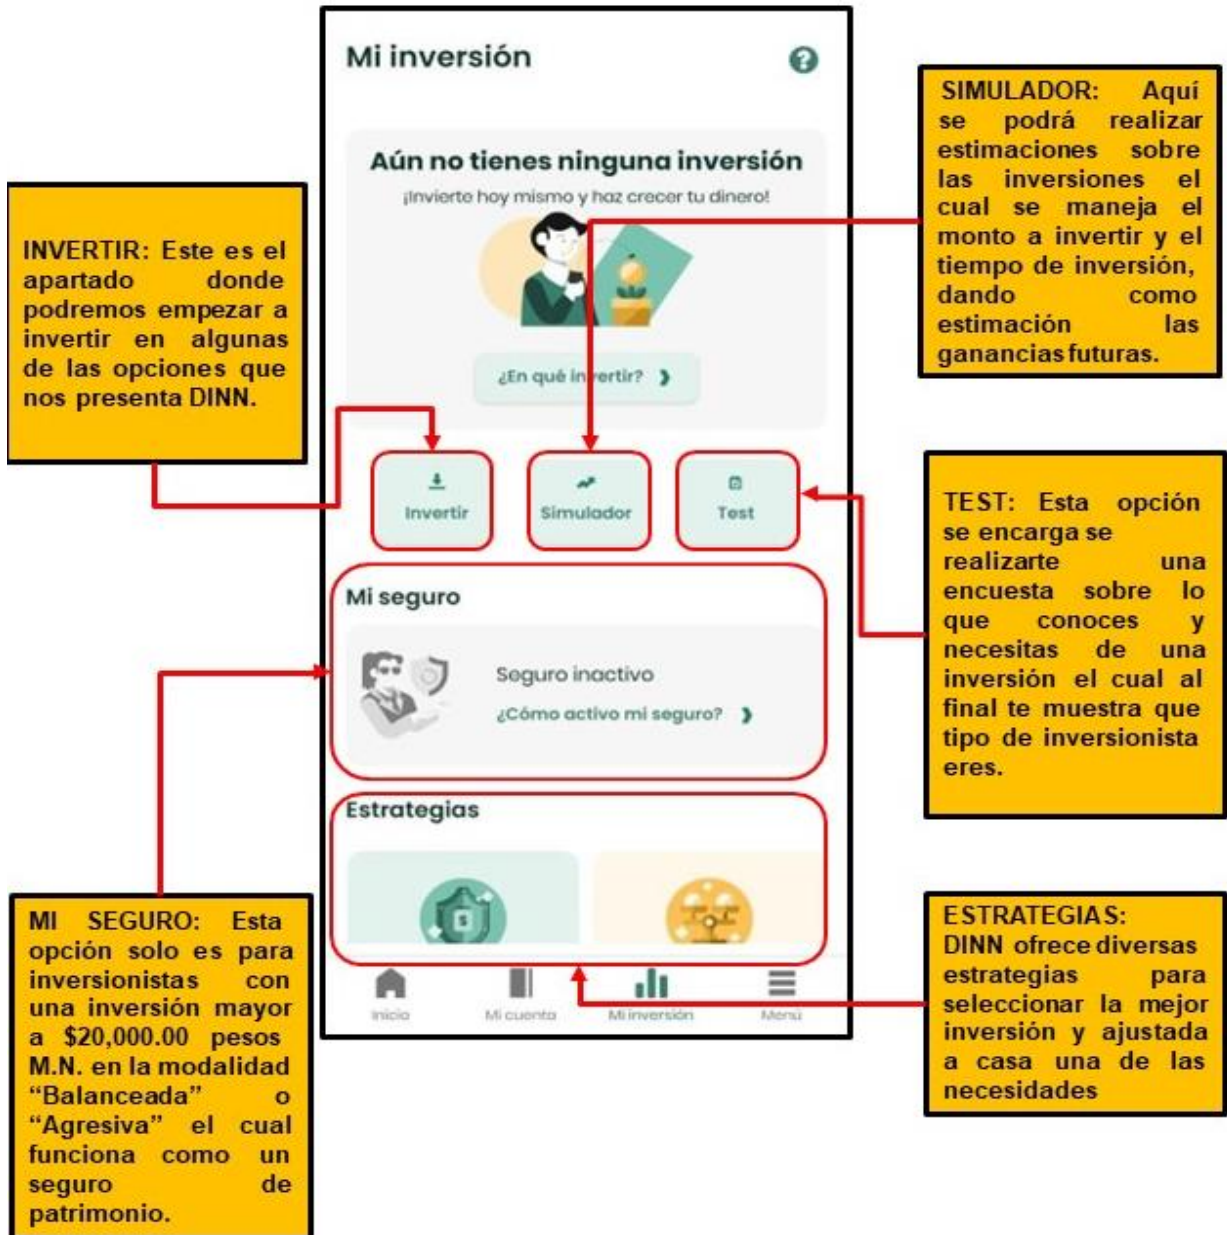 Mi inversión
?
Aún no tienes ninguna inversión
¡Invierte hoy mismo y haz crecer tu dinero!
¿En qué invertir?
Invertir
Simulador
Test
Mi seguro
Seguro inactivo
¿Cómo activo mi seguro?
Estrategias
$
Inicio
Mi cuenta
Mi inversión
Menú
INVERTIR: Este es el
apartado donde
podremos empezar a
invertir en algunas
de las opciones que
nos presenta DINN.
MI SEGURO: Esta
opción solo es para
inversionistas con
una inversión mayor
a $20,000.00 pesos
M.N. en la modalidad
“Balanceada” o
“Agresiva” el cual
funciona como un
seguro de
patrimonio.
SIMULADOR: Aquí
se podrá realizar
estimaciones sobre
las inversiones el
cual se maneja el
monto a invertir y el
tiempo de inversión,
dando como
estimación las
ganancias futuras.
TEST: Esta opción
se encarga se
realizarte una
encuesta sobre lo
que conoces y
necesitas de una
inversión el cual al
final te muestra que
tipo de inversionista
eres.
ESTRATEGIAS:
DINN ofrece diversas
estrategias para
seleccionar la mejor
inversión y ajustada
a casa una de las
necesidades